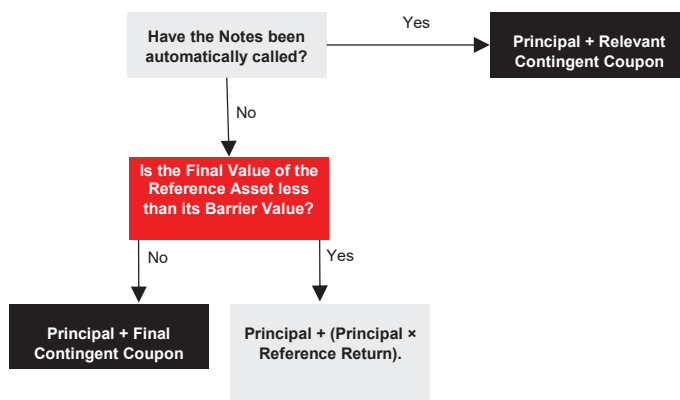 Have the Notes been
automatically called?
Yes
Principal + Relevant
Contingent Coupon
No
Is the Final Value of the
Reference Asset less
than its Barrier Value?
No
Yes
Principal + Final
Contingent Coupon
Principal + (Principal ×
Reference Return).